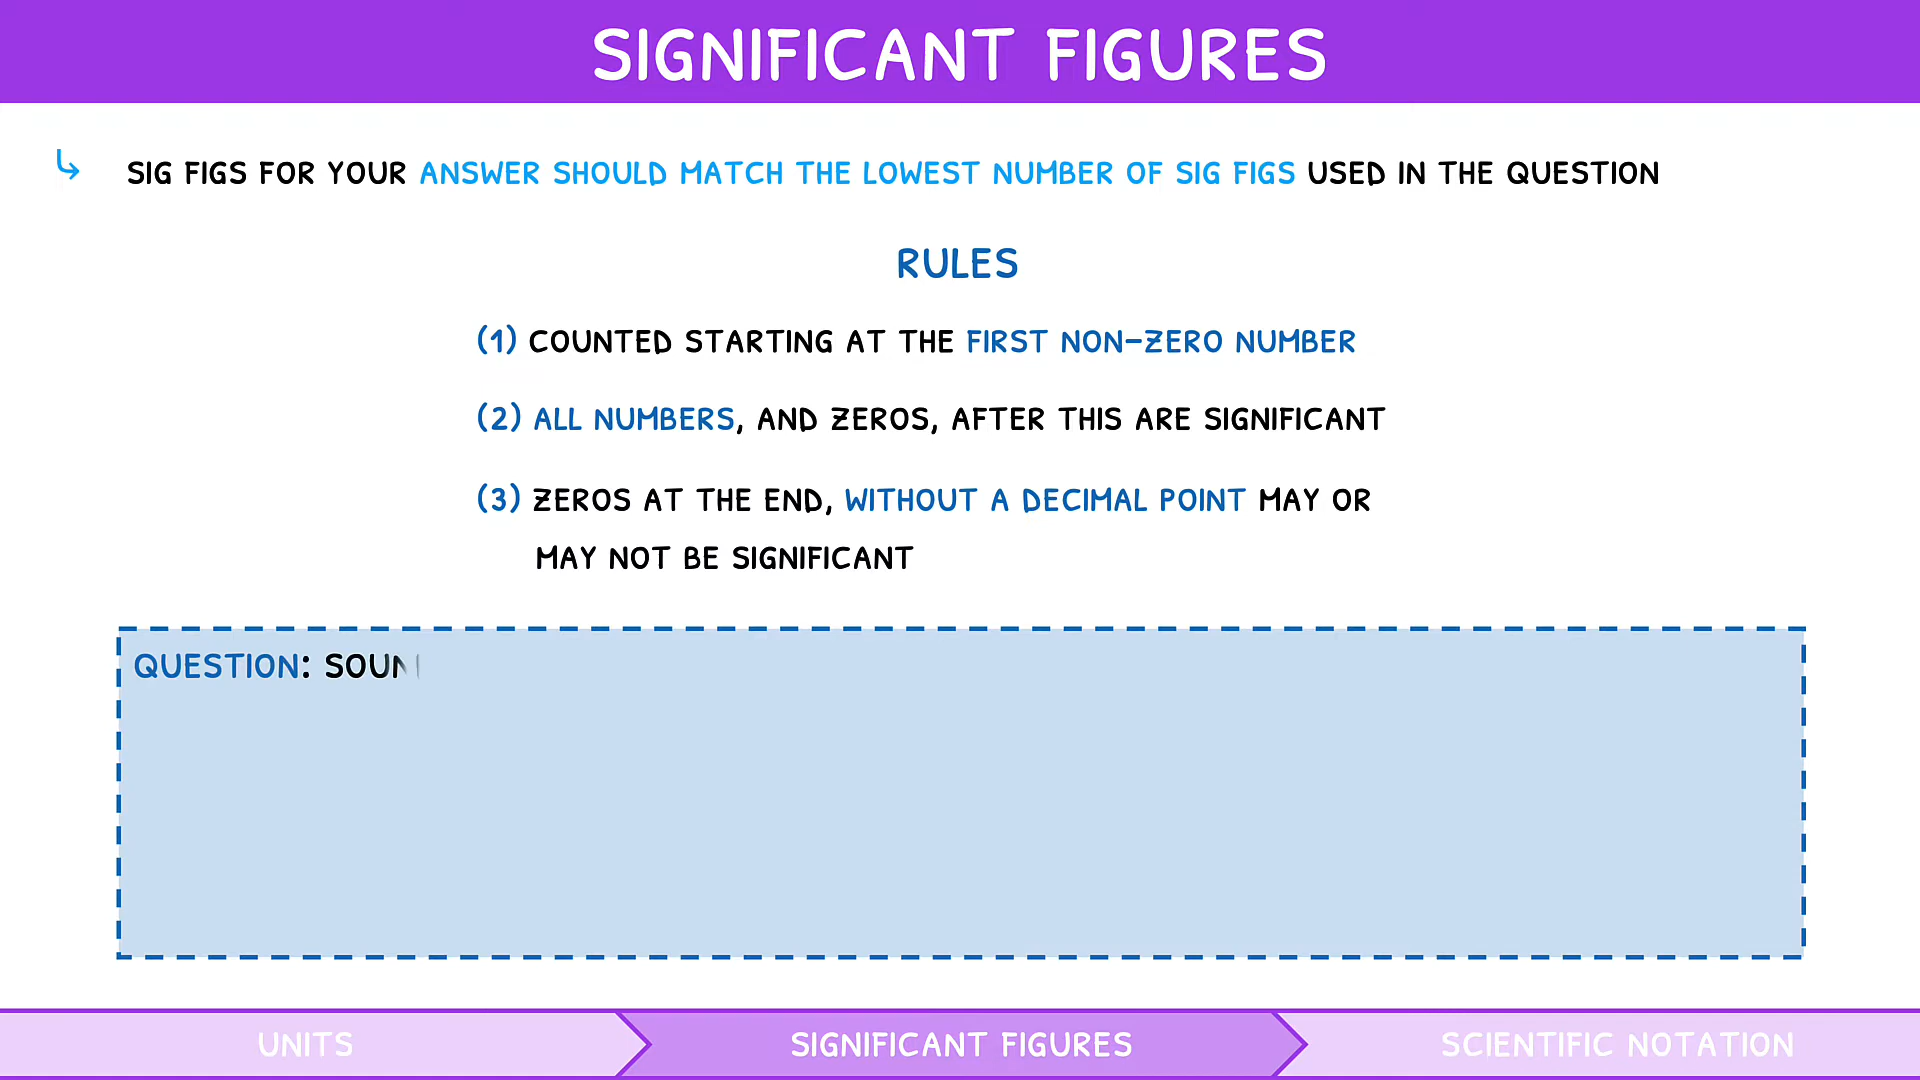 SIGNIFICANT FIGURES
SIG FIGS FOR YOUR ANSWER SHOULD MATCH THE LOWEST NUMBER OF SIG FIGS USED IN THE QUESTION
RULES
(1) COUNTED STARTING AT THE FIRST NON-ZERO NUMBER
(2) ALL NUMBERS, AND ZEROS, AFTER THIS ARE SIGNIFICANT
(3) ZEROS AT THE END, WITHOUT A DECIMAL POINT MAY OR
MAY NOT BE SIGNIFICANT
QUESTION:
UNITS
SIGNIFICANT FIGURES
SCIENTIFIC NOTATION